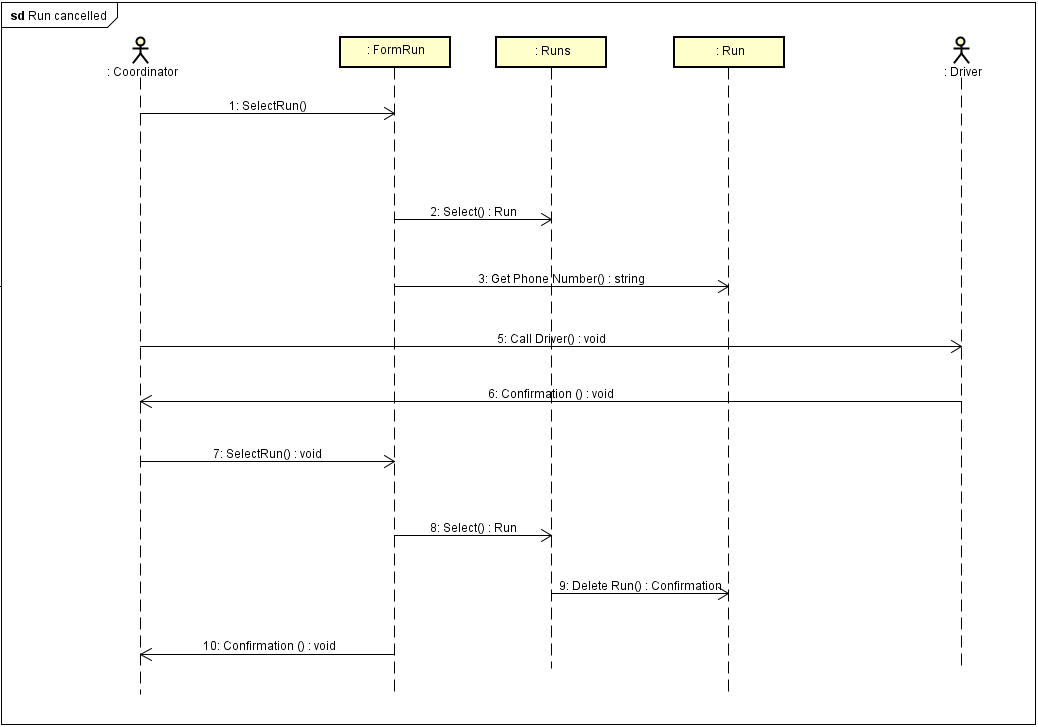 sd Run cancelled
: FormRun
: Runs
: Run
: Coordinator
: Driver
1: SelectRun()
2: Select() : Run
3: Get Phone Number() : string
5: Call Driver() : void
6: Confirmation () : void
7: SelectRun() : void
8: Select() : Run
9: Delete Run() : Confirmation
10: Confirmation () : void